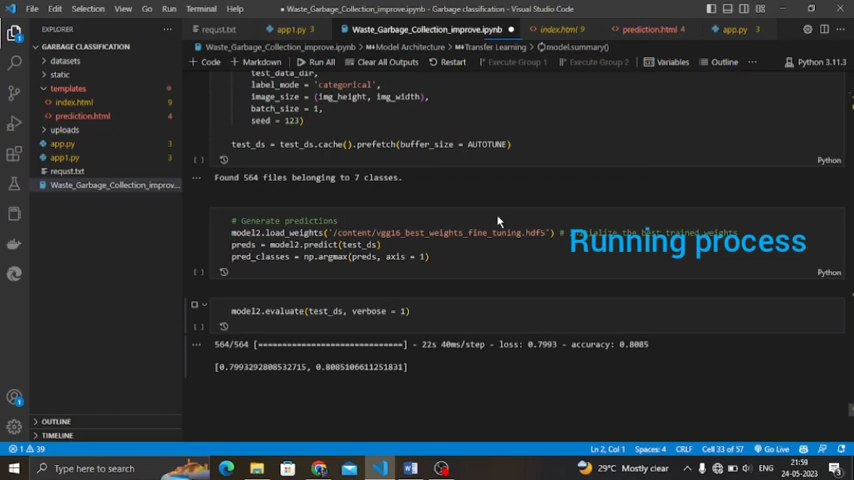 File Edit Selection View Go Run Terminal Help Waste_Garbage_Collection_improve.ipynb - Garbage classification - Visual Studio Code
EXPLORER
requst.txt app1.py 3 Waste_Garbage_Collection_improve.ipynb index.html 9 prediction.html 4 app.py
GARBAGE CLASSIFICATION
Waste_Garbage_Collection_improve.ipynb > Model Architecture > Transfer Learning > model.summary()
+ Code + Markdown Run All Clear All Outputs Restart Execute Group 1 Execute Group 2 Variables Outline Python 3.11.3
datasets
static
templates
index.html 9
prediction.html 4
uploads
app.py
app1.py 3
requst.txt
Waste_Garbage_Collection_improv...
test_data_dir,
label_mode = 'categorical',
image_size = (img_height, img_width),
batch_size = 1,
seed = 123)
test_ds = test_ds.cache().prefetch(buffer_size = AUTOTUNE)
[ ] Python
Found 564 files belonging to 7 classes.
# Generate predictions
model2.load_weights('/content/vgg16_best_weights_fine_tuning.hdf5') # the best trained weights
Running process
preds = model2.predict(test_ds)
pred_classes = np.argmax(preds, axis = 1)
[ ] Python
model2.evaluate(test_ds, verbose = 1)
[ ] Python
564/564 [==============================] - 22s 40ms/step - loss: 0.7993 - accuracy: 0.8085
[0.7993292808532715, 0.8085106611251831]
OUTLINE
TIMELINE
1 39 Ln 2, Col 1 Spaces: 4 CRLF Cell 33 of 57 Go Live
Type here to search 29°C Mostly clear ENG 21:59
24-05-2023